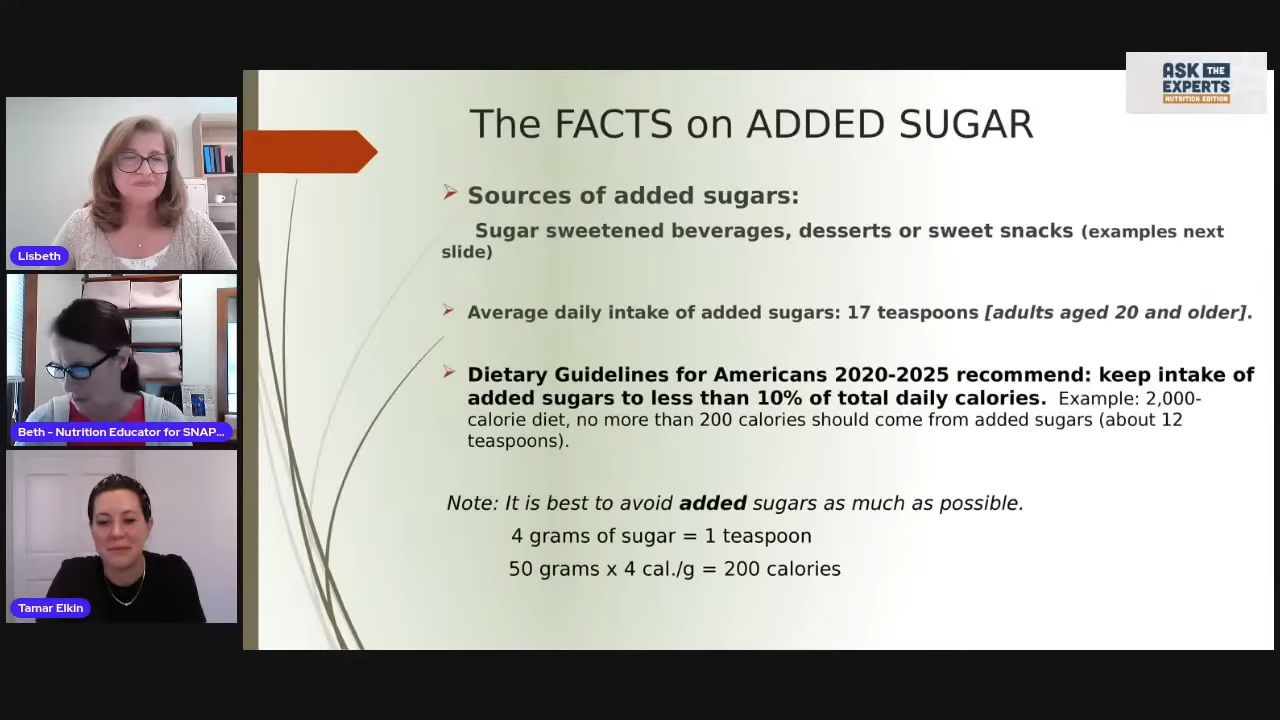 ASK THE
EXPERTS
NUTRITION EDITION
The FACTS on ADDED SUGAR
Sources of added sugars:
Sugar sweetened beverages, desserts or sweet snacks (examples next
slide)
Average daily intake of added sugars: 17 teaspoons [adults aged 20 and older].
Dietary Guidelines for Americans 2020-2025 recommend: keep intake of
added sugars to less than 10% of total daily calories. Example: 2,000-
calorie diet, no more than 200 calories should come from added sugars (about 12
teaspoons).
Note: It is best to avoid added sugars as much as possible.
4 grams of sugar = 1 teaspoon
50 grams x 4 cal./g = 200 calories
Lisbeth
Beth - Nutrition Educator for SNAP...
Tamar Elkin